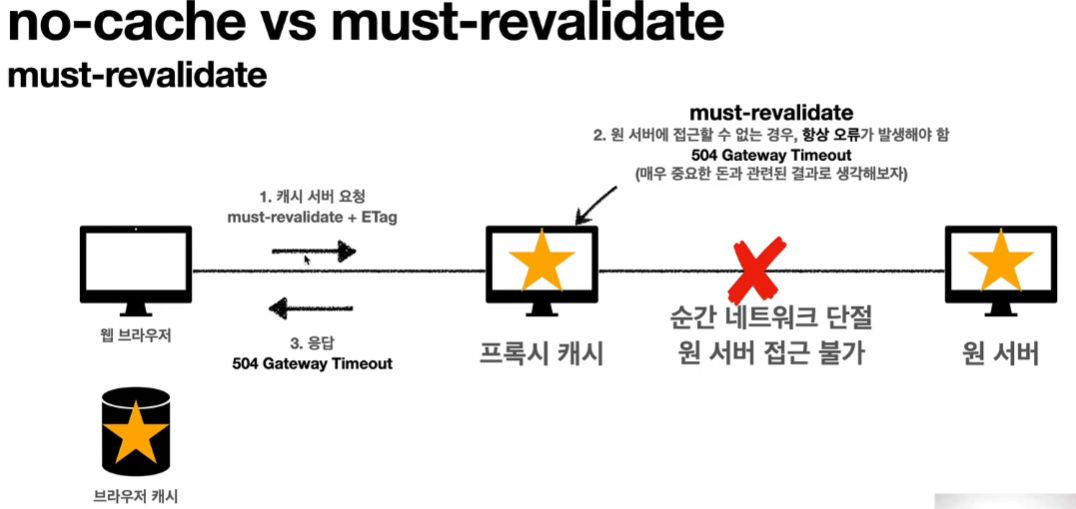 no-cache vs must-revalidate
must-revalidate
must-revalidate
2. 원 서버에 접근할 수 없는 경우, 항상 오류가 발생해야 함
504 Gateway Timeout
(매우 중요한 돈과 관련된 결과로 생각해보자)
1. 캐시 서버 요청
must-revalidate + ETag
웹 브라우저
3. 응답
504 Gateway Timeout
프록시 캐시
순간 네트워크 단절
원 서버 접근 불가
원 서버
브라우저 캐시